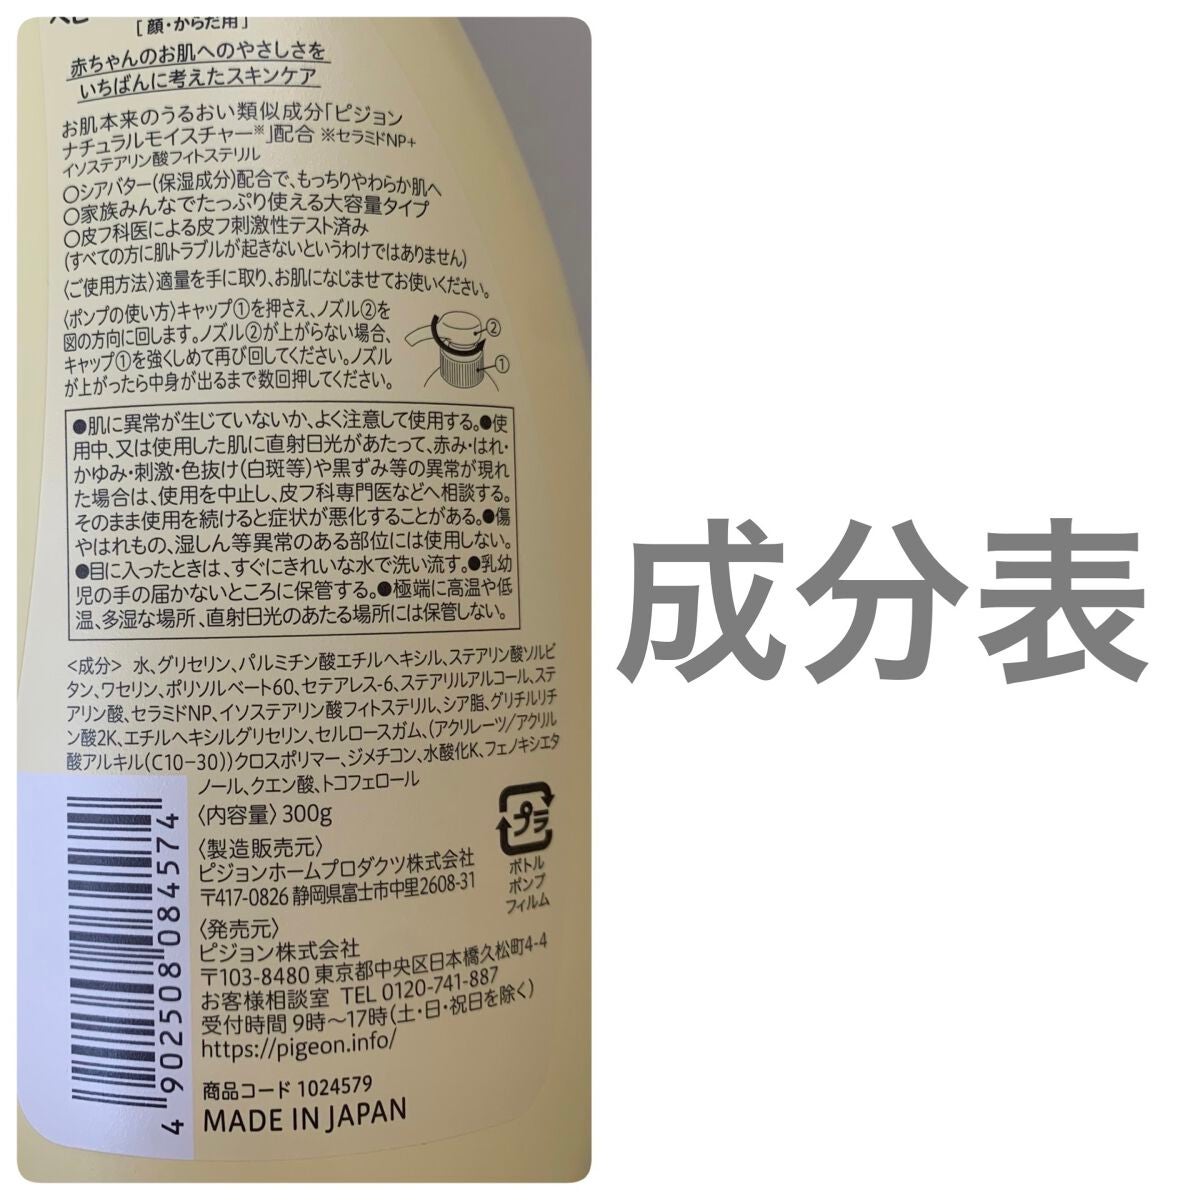 [顔・からだ用]
赤ちゃんのお肌へのやさしさを
いちばんに考えたスキンケア
お肌本来のうるおい類似成分「ピジョン
ナチュラルモイスチャー※」配合 ※セラミドNP+
イソステアリン酸フィトステリル
○シアバター(保湿成分)配合で、もっちりやわらか肌へ
○家族みんなでたっぷり使える大容量タイプ
○皮フ科医による皮フ刺激性テスト済み
(すべての方に肌トラブルが起きないというわけではありません)
〈ご使用方法〉適量を手に取り、お肌になじませてお使いください。
〈ポンプの使い方〉キャップ①を押さえ、ノズル②を
図の方向に回します。ノズル②が上がらない場合、
キャップ①を強くしめて再び回してください。ノズル
が上がったら中身が出るまで数回押してください。
②
①
●肌に異常が生じていないか、よく注意して使用する。●使
用中、又は使用した肌に直射日光があたって、赤み・はれ・
かゆみ・刺激・色抜け(白斑等)や黒ずみ等の異常が現れ
た場合は、使用を中止し、皮フ科専門医などへ相談する。
そのまま使用を続けると症状が悪化することがある。●傷
やはれもの、湿しん等異常のある部位には使用しない。
●目に入ったときは、すぐにきれいな水で洗い流す。●乳幼
児の手の届かないところに保管する。●極端に高温や低
温、多湿な場所、直射日光のあたる場所には保管しない。
<成分> 水、グリセリン、パルミチン酸エチルヘキシル、ステアリン酸ソルビ
タン、ワセリン、ポリソルベート60、セテアレス-6、ステアリルアルコール、ステ
アリン酸、セラミドNP、イソステアリン酸フィトステリル、シア脂、グリチルリチ
ン酸2K、エチルヘキシルグリセリン、セルロースガム、(アクリレーツ/アクリル
酸アルキル(C10-30))クロスポリマー、ジメチコン、水酸化K、フェノキシエタ
ノール、クエン酸、トコフェロール
〈内容量〉300g
〈製造販売元〉
ピジョンホームプロダクツ株式会社
〒417-0826 静岡県富士市中里2608-31
〈発売元〉
ピジョン株式会社
〒103-8480 東京都中央区日本橋久松町4-4
お客様相談室 TEL 0120-741-887
受付時間 9時〜17時(土・日・祝日を除く)
https://pigeon.info/
商品コード 1024579
MADE IN JAPAN
プラ
ボトル
ポンプ
フィルム
4 902508 084574
成分表